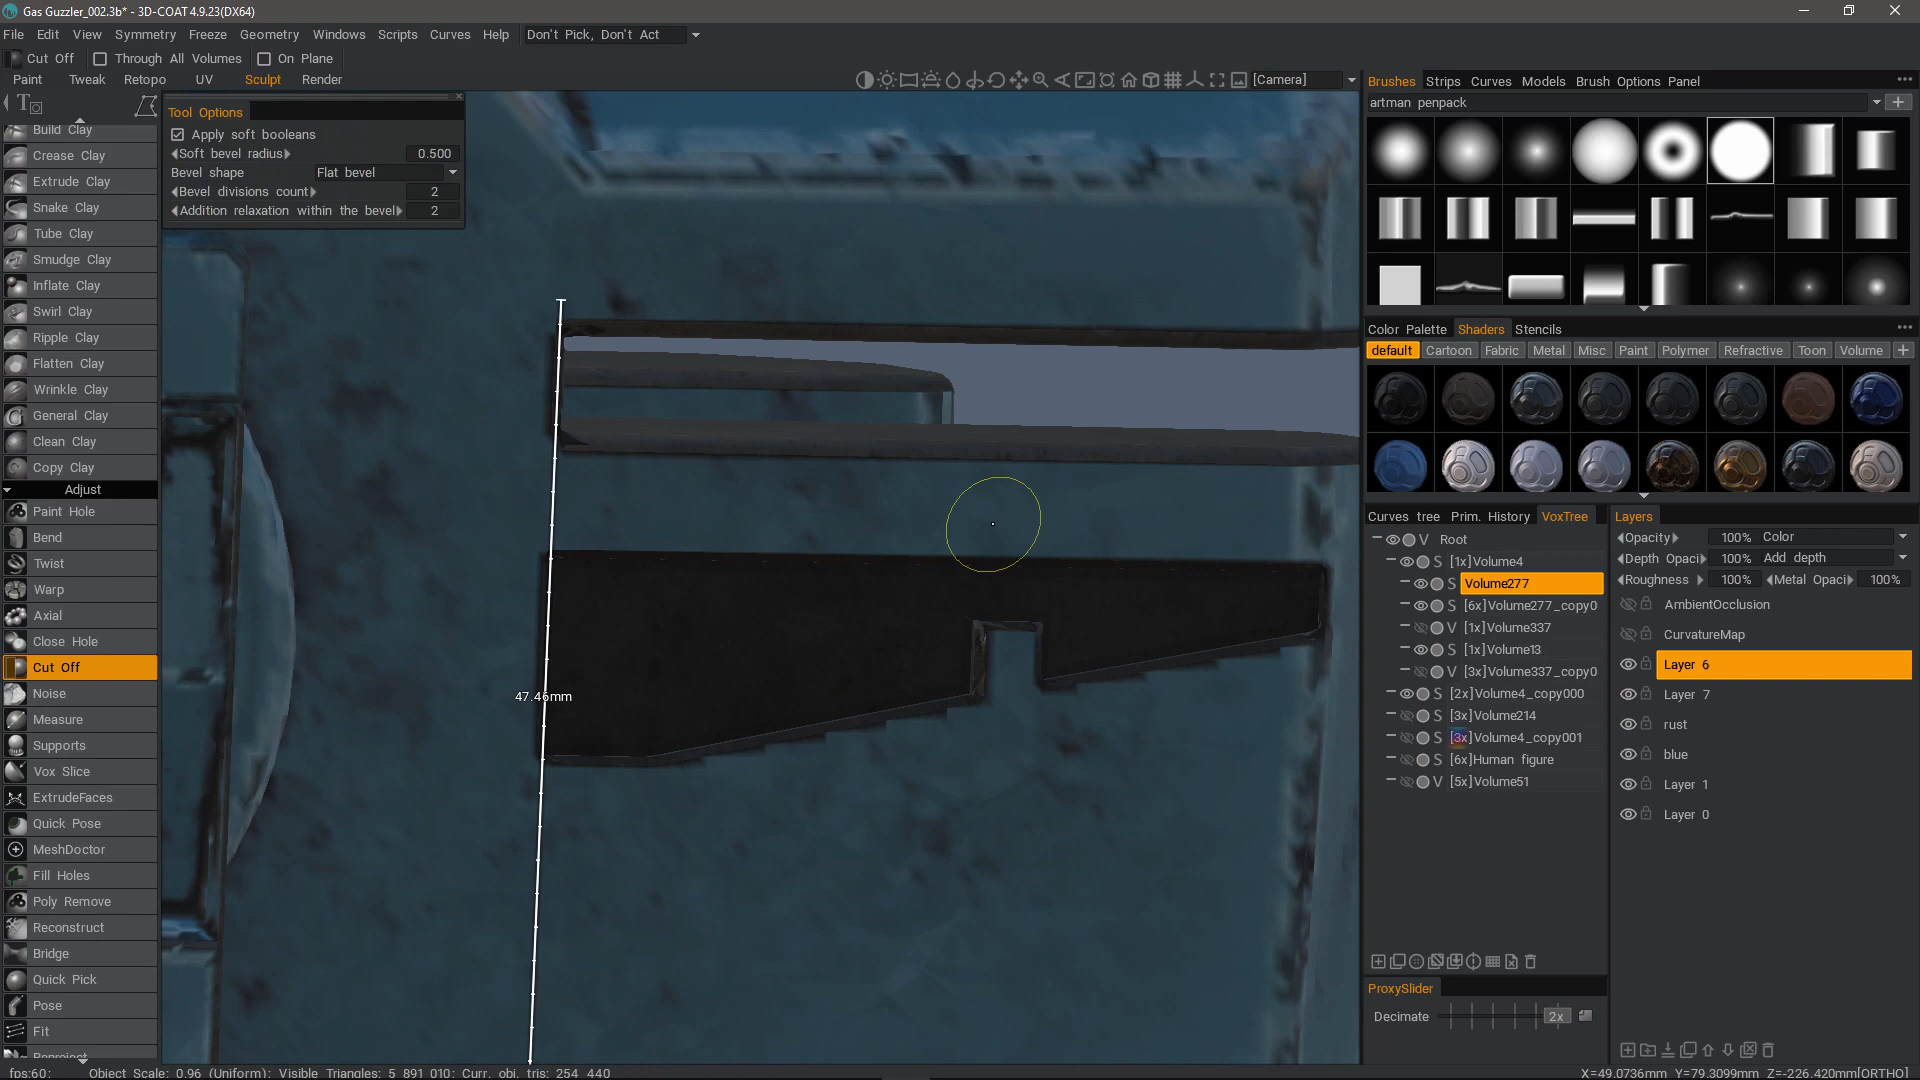 Gas Guzzler_002.3b* - 3D-COAT 4.9.23(DX64)
File Edit View Symmetry Freeze Geometry Windows Scripts Curves Help Don't Pick, Don't Act
Cut Off Through All Volumes On Plane
Paint Tweak Retopo UV Sculpt Render [Camera]
Build Clay
Crease Clay
Extrude Clay
Snake Clay
Tube Clay
Smudge Clay
Inflate Clay
Swirl Clay
Ripple Clay
Flatten Clay
Wrinkle Clay
General Clay
Clean Clay
Copy Clay
Adjust
Paint Hole
Bend
Twist
Warp
Axial
Close Hole
Cut Off
Noise
Measure
Supports
Vox Slice
ExtrudeFaces
Quick Pose
MeshDoctor
Fill Holes
Poly Remove
Reconstruct
Bridge
Quick Pick
Pose
Fit
Reproject
Tool Options
Apply soft booleans
Soft bevel radius 0.500
Bevel shape Flat bevel
Bevel divisions count 2
Addition relaxation within the bevel 2
47.46mm
Brushes Strips Curves Models Brush Options Panel
artman penpack
Color Palette Shaders Stencils
default Cartoon Fabric Metal Misc Paint Polymer Refractive Toon Volume
Curves tree Prim. History VoxTree
V Root
S [1x]Volume4
S Volume277
S [6x]Volume277_copy0
V [1x]Volume337
S [1x]Volume13
V [3x]Volume337_copy0
S [2x]Volume4_copy000
S [3x]Volume214
S [3x]Volume4_copy001
S [6x]Human figure
V [5x]Volume51
ProxySlider
Decimate 2x
Layers
Opacity 100% Color
Depth Opaci 100% Add depth
Roughness 100% Metal Opaci 100%
AmbientOcclusion
CurvatureMap
Layer 6
Layer 7
rust
blue
Layer 1
Layer 0
fps:60; Object Scale: 0.96 (Uniform); Visible Triangles: 5 891 010; Curr. obj. tris: 254 440
X=49.0736mm Y=79.3099mm Z=-226.420mm[ORTHO]